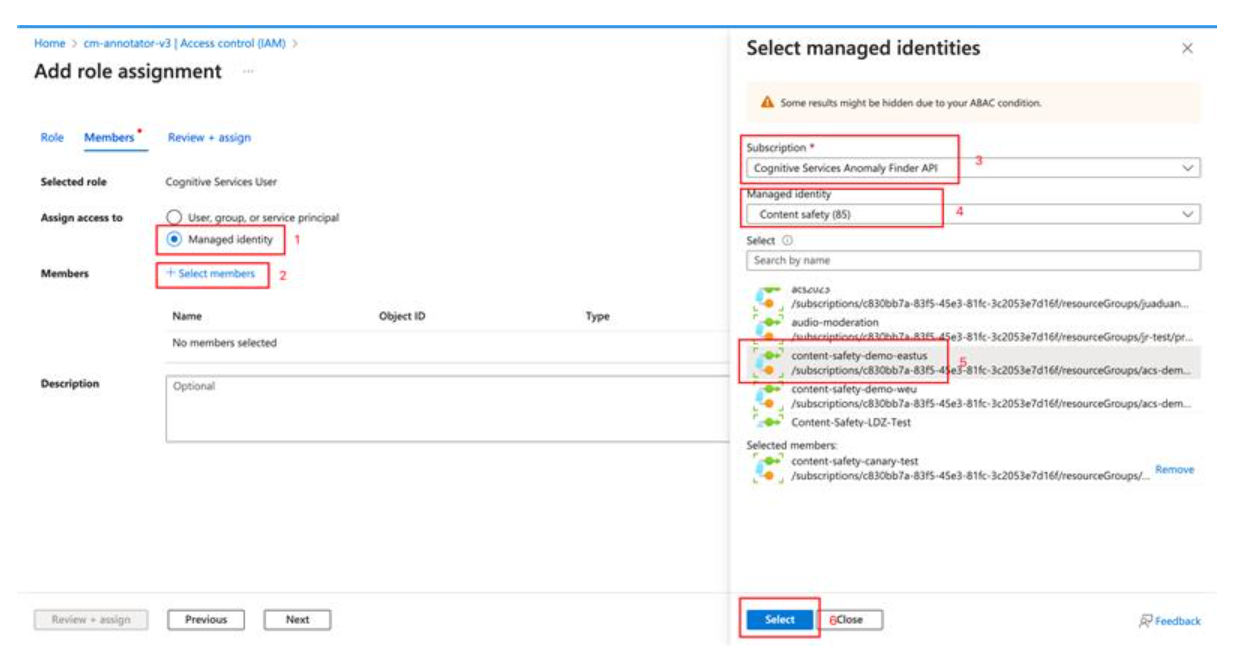 Home > cm-annotator-v3 | Access control (IAM) >
Add role assignment ...
Role Members * Review + assign
Selected role Cognitive Services User
Assign access to User, group, or service principal
Managed identity 1
Members + Select members 2
Name Object ID Type
No members selected
Description Optional
Review + assign Previous Next
Select managed identities
Some results might be hidden due to your ABAC condition.
Subscription *
Cognitive Services Anomaly Finder API 3
Managed identity
Content safety (85) 4
Select
Search by name
acs2023
/subscriptions/c830bb7a-83f5-45e3-81fc-3c2053e7d16f/resourceGroups/juaduan...
audio-moderation
/subscriptions/c830bb7a-83f5-45e3-81fc-3c2053e7d16f/resourceGroups/jr-test/pr...
content-safety-demo-eastus 5
/subscriptions/c830bb7a-83f5-45e3-81fc-3c2053e7d16f/resourceGroups/acs-dem...
content-safety-demo-weu
/subscriptions/c830bb7a-83f5-45e3-81fc-3c2053e7d16f/resourceGroups/acs-dem...
Content-Safety-LDZ-Test
Selected members:
content-safety-canary-test
/subscriptions/c830bb7a-83f5-45e3-81fc-3c2053e7d16f/resourceGroups/... Remove
Select 6 Close Feedback